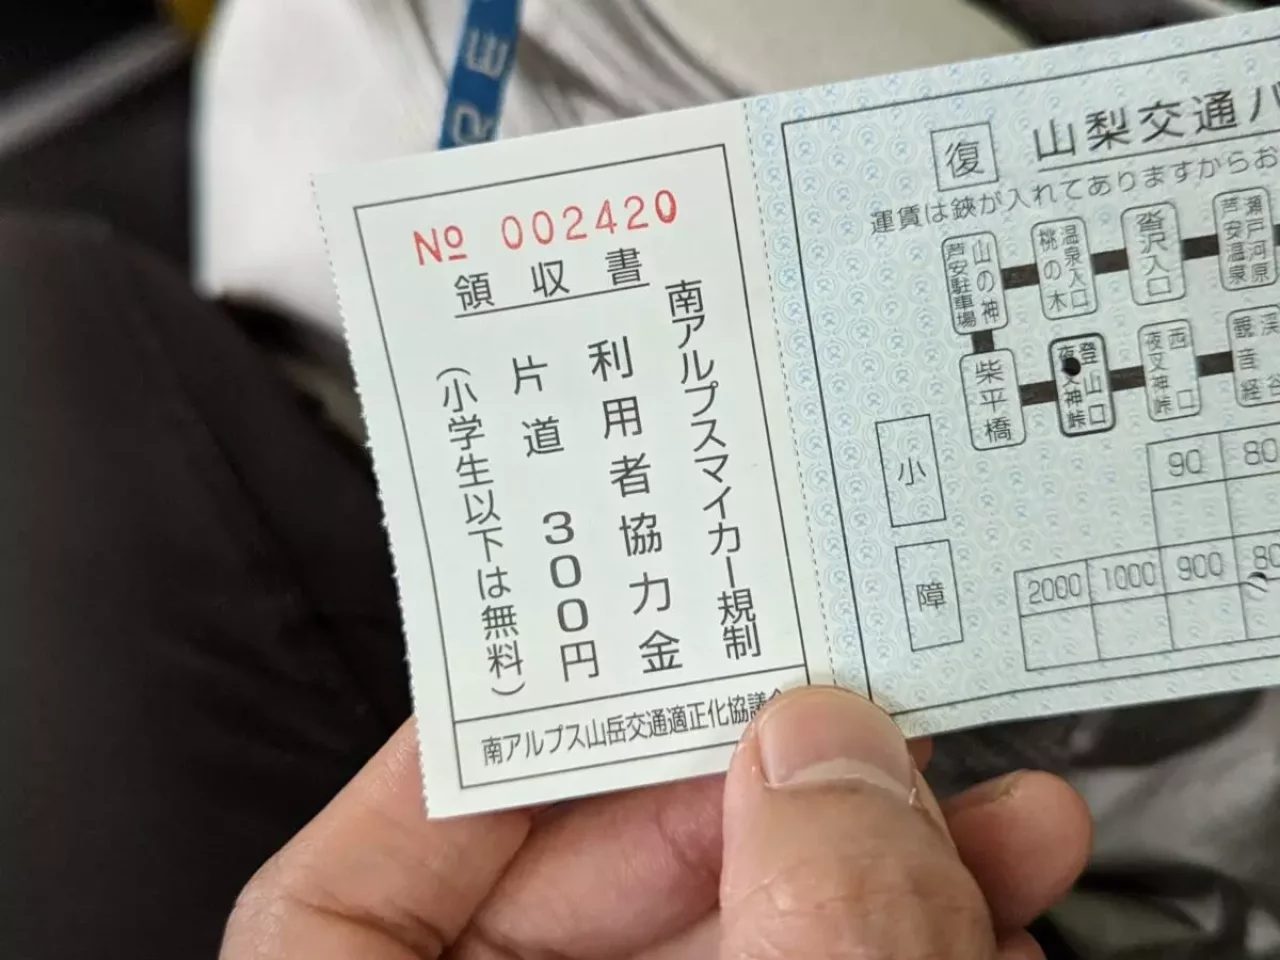 № 002420
領収書
南アルプスマイカー規制
利用者協力金
片道 300円
(小学生以下は無料)
南アルプス山岳交通適正化協議会
復
山梨交通バ
運賃は鋏が入れてありますからお
山の神
芦安駐車場
温泉入口
桃の木
沓沢入口
瀬戸河原
芦安温泉
柴平橋
登山口
夜叉神峠
西口
夜叉神峠
観音経
小
障
90 80
2000 1000 900 80